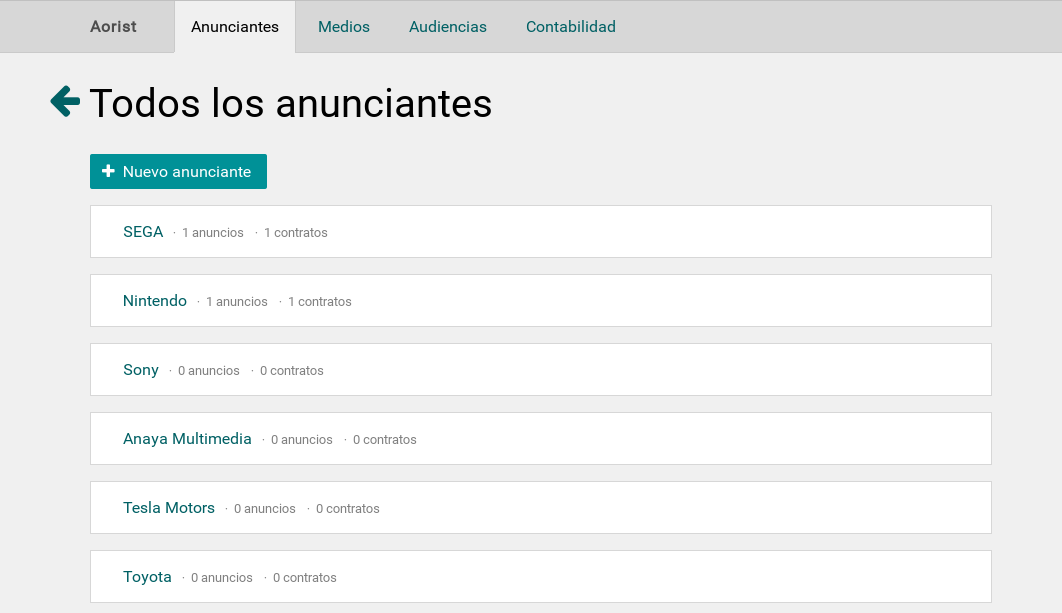 Aorist Anunciantes Medios Audiencias Contabilidad
Todos los anunciantes
Nuevo anunciante
SEGA · 1 anuncios · 1 contratos
Nintendo · 1 anuncios · 1 contratos
Sony · 0 anuncios · 0 contratos
Anaya Multimedia · 0 anuncios · 0 contratos
Tesla Motors · 0 anuncios · 0 contratos
Toyota · 0 anuncios · 0 contratos